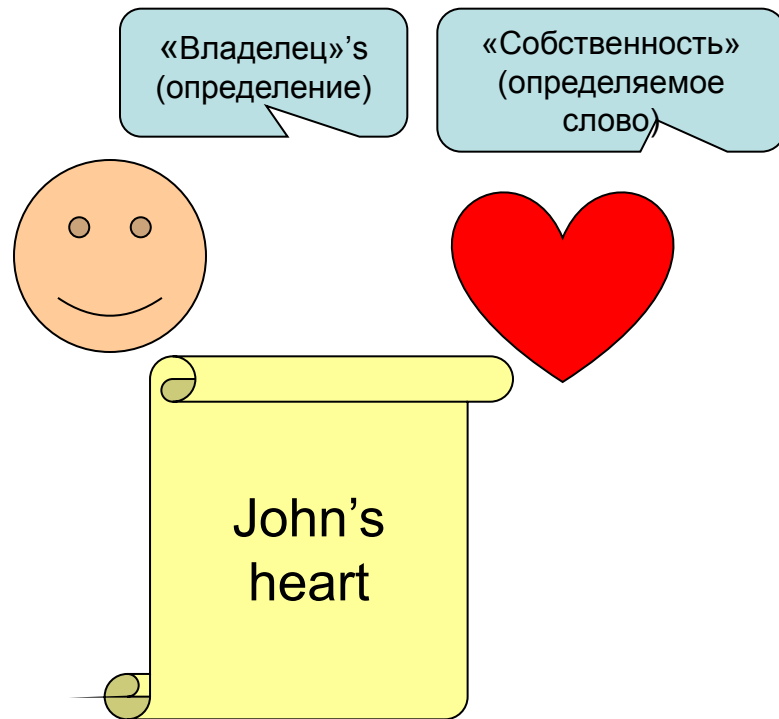 «Владелец»’s
(определение)
«Собственность»
(определяемое
слово)
John’s
heart